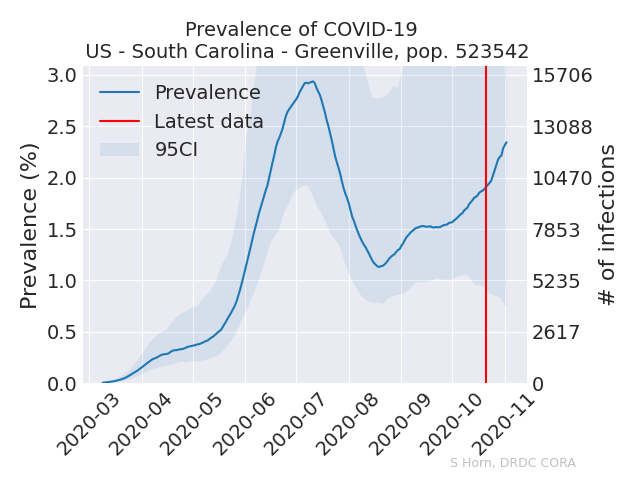 Prevalence of COVID-19
US - South Carolina - Greenville, pop. 523542
Prevalence
Latest data
95CI
Prevalence (%)
3.0
2.5
2.0
1.5
1.0
0.5
0.0
15706
13088
10470
7853
5235
2617
0
# of infections
2020-03
2020-04
2020-05
2020-06
2020-07
2020-08
2020-09
2020-10
2020-11
S Horn, DRDC CORA